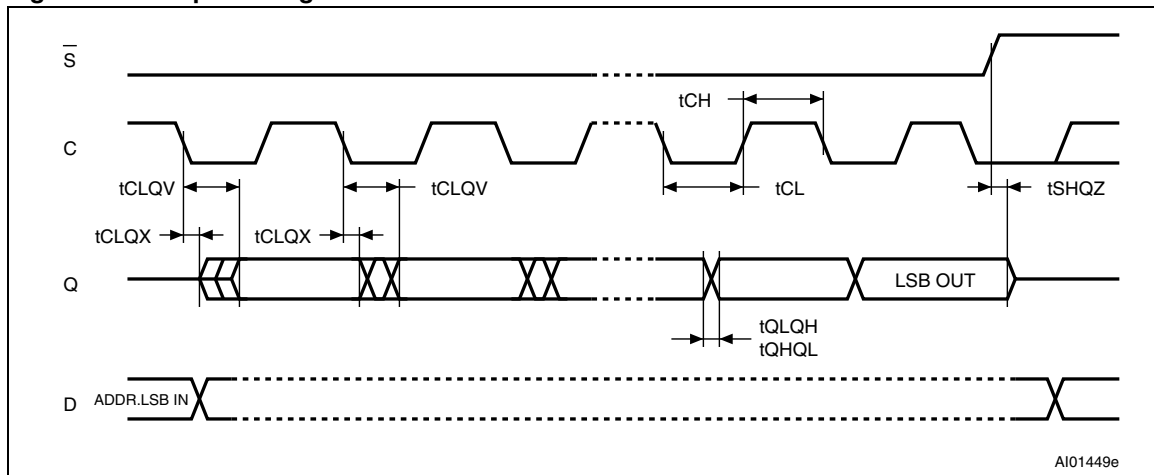 S
tCH
C
tCLQV
tCLQV
tCL
tSHQZ
tCLQX
tCLQX
Q
LSB OUT
tQLQH
tQHQL
D
ADDR.LSB IN
AI01449e